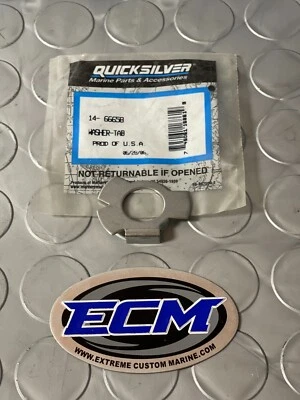 QUICKSILVER
Marine Parts & Accessories
14- 66658
WASHER-TAB
PROD OF U.S.A
NOT RETURNABLE IF OPENED
ECM
WWW.EXTREME CUSTOM MARINE.COM